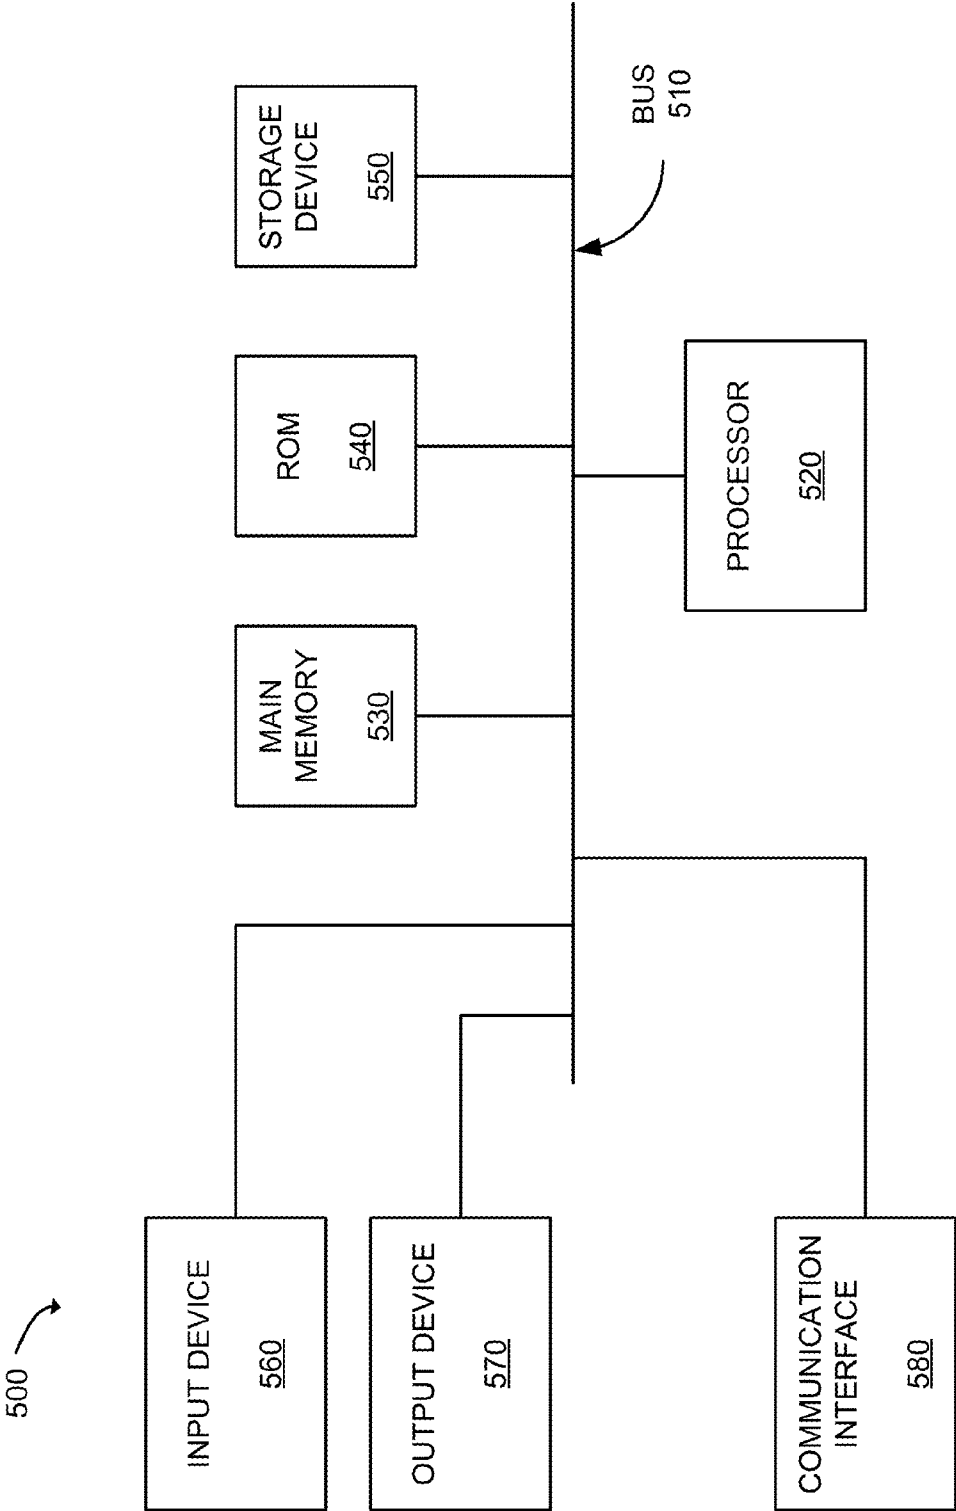 500
INPUT DEVICE
560
OUTPUT DEVICE
570
COMMUNICATION
INTERFACE
580
MAIN
MEMORY
530
ROM
540
STORAGE
DEVICE
550
PROCESSOR
520
BUS
510